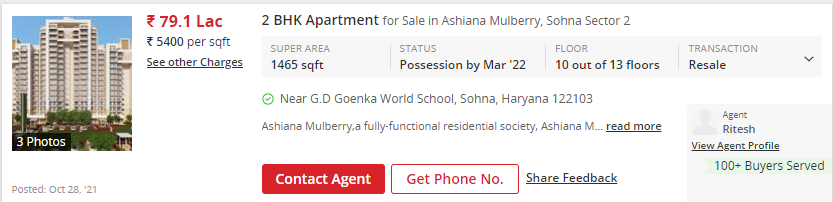 ₹ 79.1 Lac
₹ 5400 per sqft
See other Charges
3 Photos
Posted: Oct 28, '21
2 BHK Apartment for Sale in Ashiana Mulberry, Sohna Sector 2
SUPER AREA
1465 sqft
STATUS
Possession by Mar '22
FLOOR
10 out of 13 floors
TRANSACTION
Resale
Near G.D Goenka World School, Sohna, Haryana 122103
Ashiana Mulberry,a fully-functional residential society, Ashiana M... read more
Contact Agent
Get Phone No.
Share Feedback
Agent
Ritesh
View Agent Profile
100+ Buyers Served